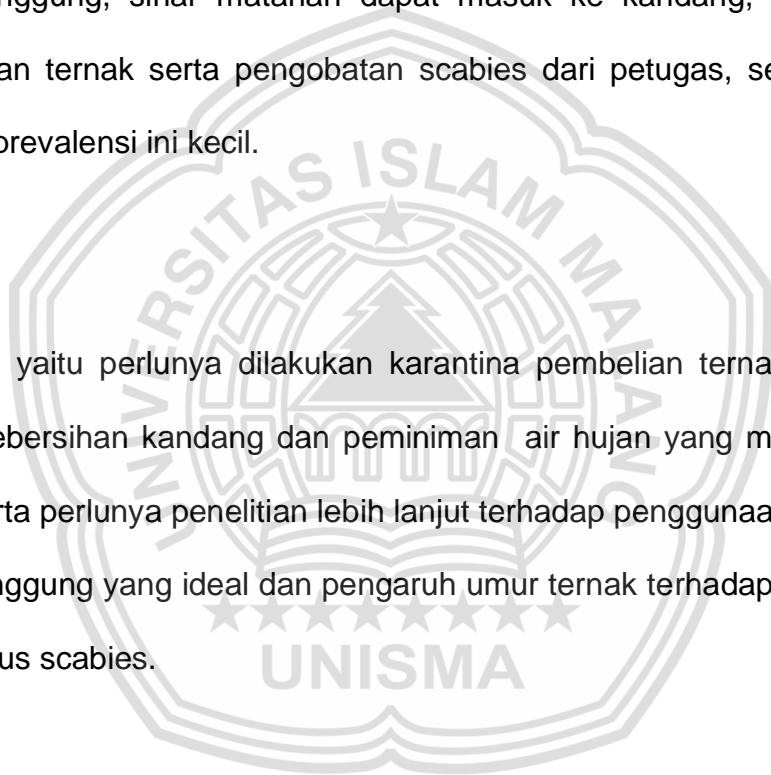 nggung, sinar matahari dapat masuk ke kandang,
an ternak serta pengobatan scabies dari petugas, se
prevalensi ini kecil.
UNIVERSITAS ISLAM MALANG
yaitu perlunya dilakukan karantina pembelian terna
ebersihan kandang dan peminiman air hujan yang m
rta perlunya penelitian lebih lanjut terhadap penggunaa
nggung yang ideal dan pengaruh umur ternak terhadap
us scabies.
UNISMA